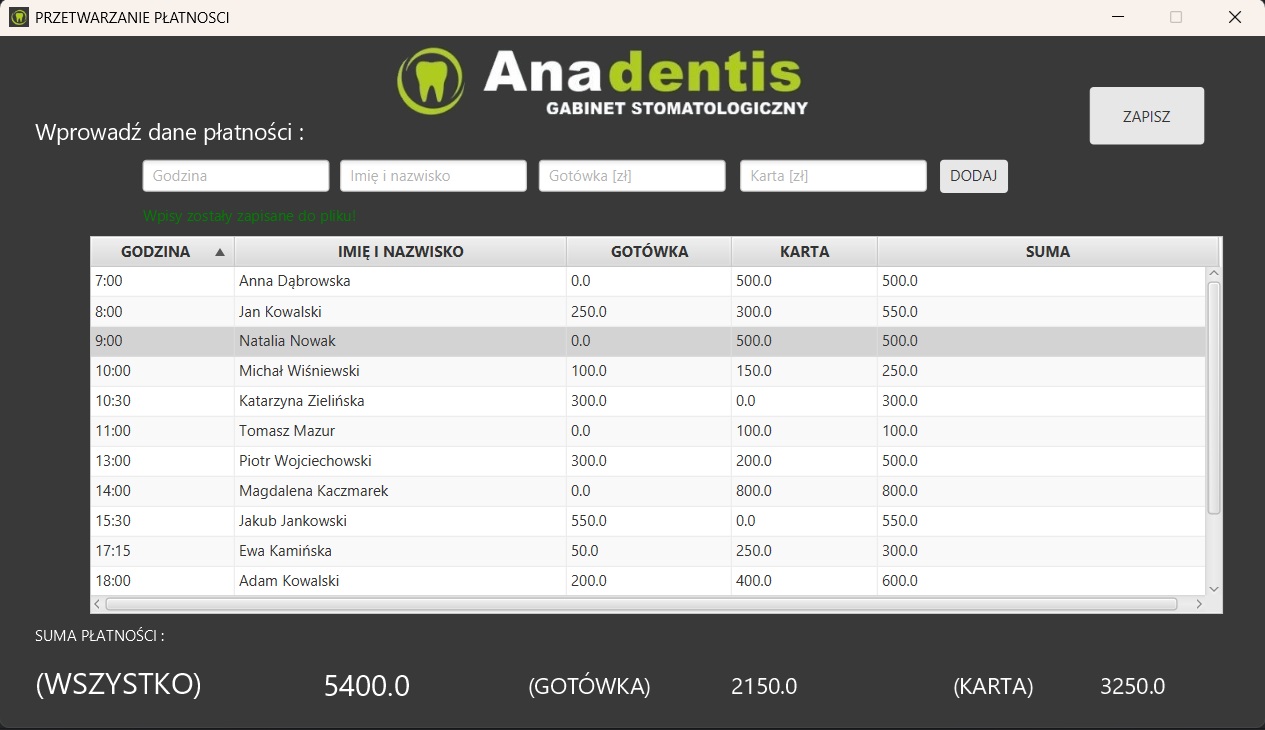 PRZETWARZANIE PŁATNOSCI
Anadentis
GABINET STOMATOLOGICZNY
Wprowadź dane płatności :
ZAPISZ
Godzina Imię i nazwisko Gotówka [zł] Karta [zł] DODAJ
Wpisy zostały zapisane do pliku!
GODZINA IMIĘ I NAZWISKO GOTÓWKA KARTA SUMA
7:00 Anna Dąbrowska 0.0 500.0 500.0
8:00 Jan Kowalski 250.0 300.0 550.0
9:00 Natalia Nowak 0.0 500.0 500.0
10:00 Michał Wiśniewski 100.0 150.0 250.0
10:30 Katarzyna Zielińska 300.0 0.0 300.0
11:00 Tomasz Mazur 0.0 100.0 100.0
13:00 Piotr Wojciechowski 300.0 200.0 500.0
14:00 Magdalena Kaczmarek 0.0 800.0 800.0
15:30 Jakub Jankowski 550.0 0.0 550.0
17:15 Ewa Kamińska 50.0 250.0 300.0
18:00 Adam Kowalski 200.0 400.0 600.0
SUMA PŁATNOŚCI :
(WSZYSTKO) 5400.0 (GOTÓWKA) 2150.0 (KARTA) 3250.0